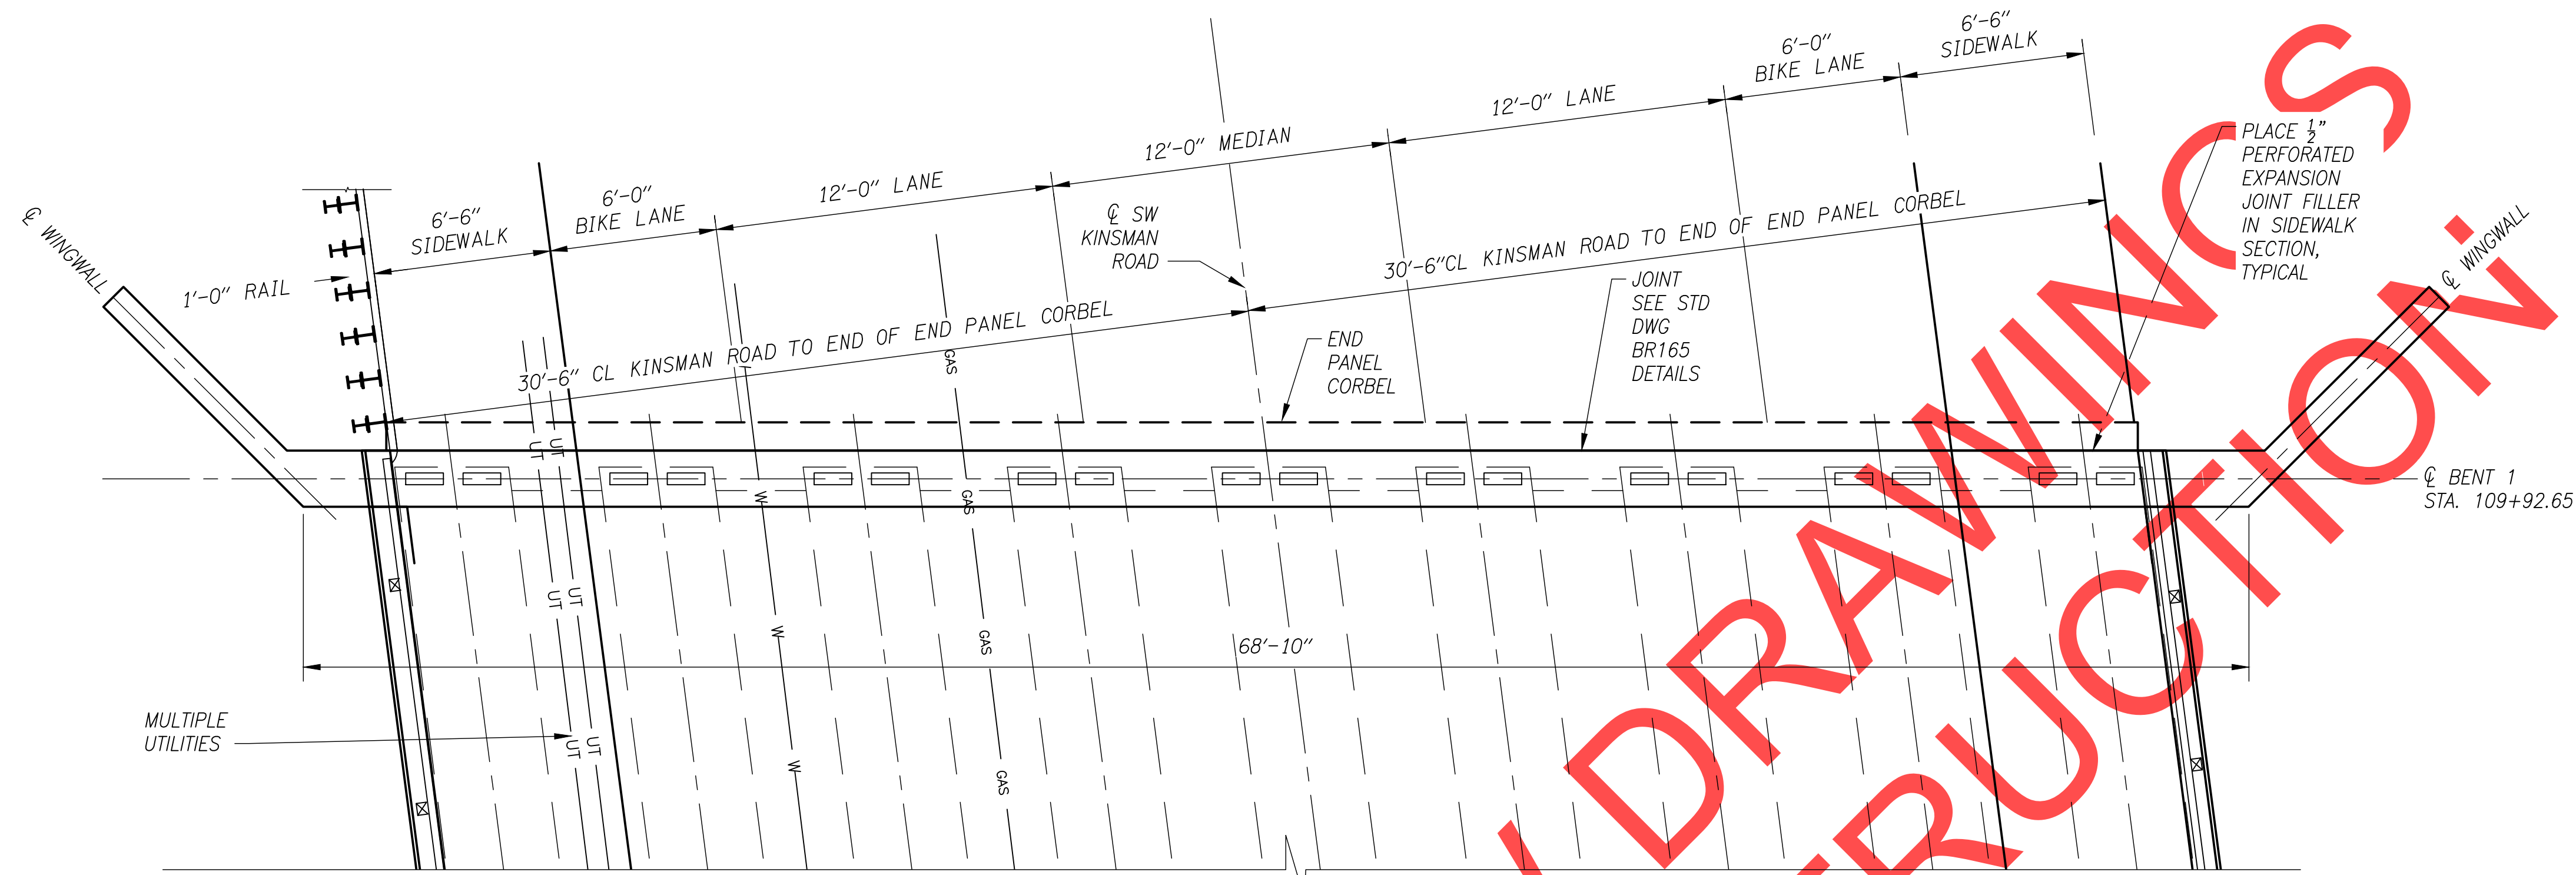 6'-6"
SIDEWALK
6'-0"
BIKE LANE
12'-0" LANE
12'-0" MEDIAN
12'-0" LANE
6'-0"
BIKE LANE
6'-6"
SIDEWALK
℄ WINGWALL
1'-0" RAIL
℄ SW
KINSMAN
ROAD
30'-6" CL KINSMAN ROAD TO END OF END PANEL CORBEL
30'-6"CL KINSMAN ROAD TO END OF END PANEL CORBEL
END
PANEL
CORBEL
JOINT
SEE STD
DWG
BR165
DETAILS
PLACE 1/2"
PERFORATED
EXPANSION
JOINT FILLER
IN SIDEWALK
SECTION,
TYPICAL
℄ WINGWALL
℄ BENT 1
STA. 109+92.65
UT
UT
UT
UT
UT
UT
W
W
W
W
GAS
GAS
GAS
GAS
68'-10"
MULTIPLE
UTILITIES
DRAWINGS
TRUCTION.